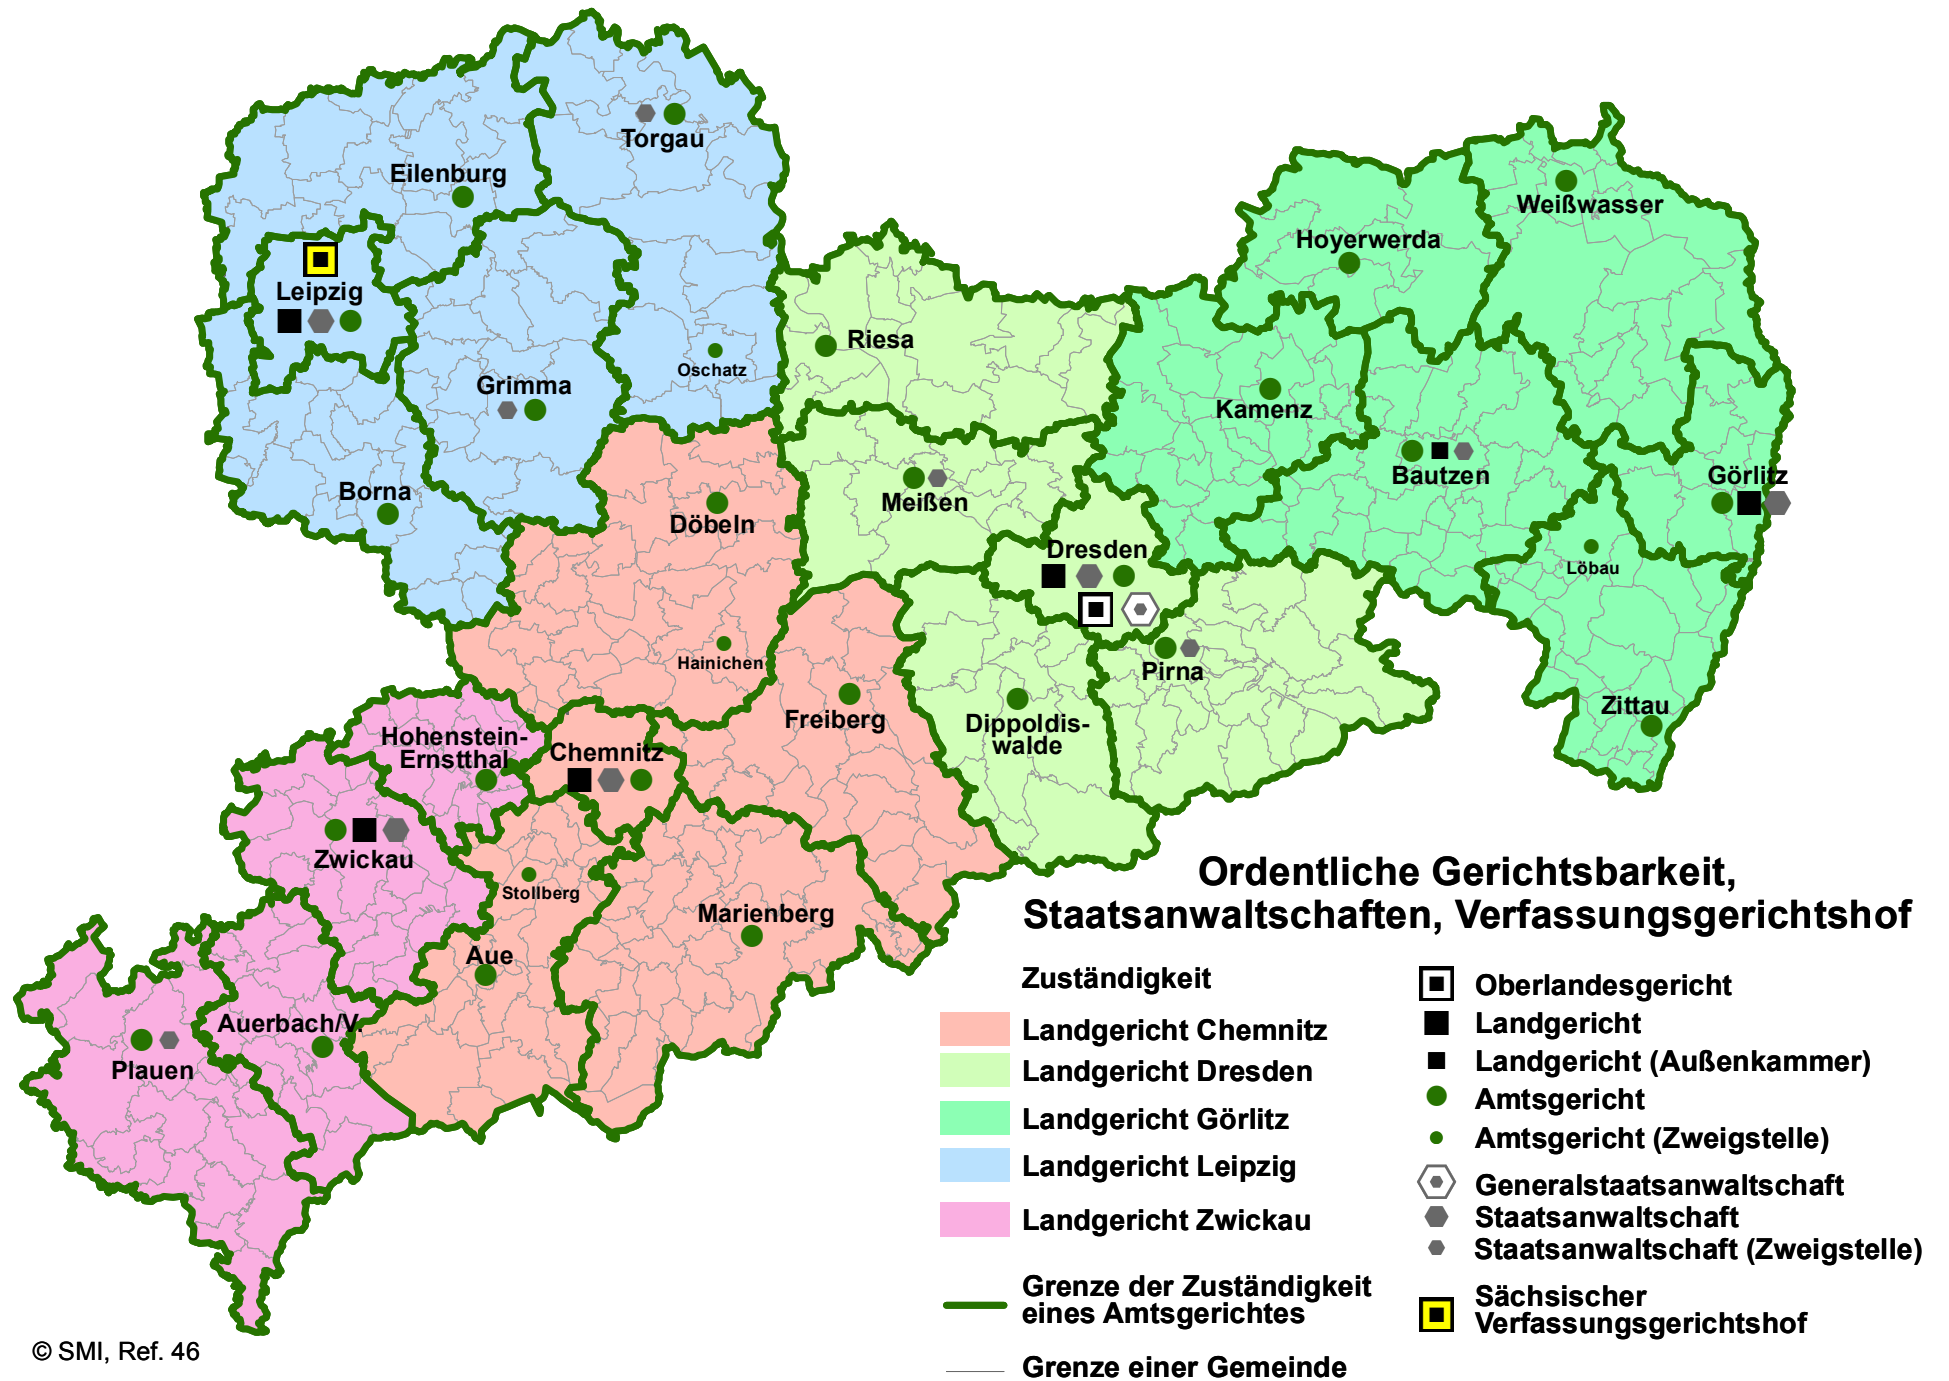 Torgau
Eilenburg
Weißwasser
Hoyerwerda
Leipzig
Riesa
Oschatz
Grimma
Kamenz
Bautzen
Görlitz
Borna
Meißen
Döbeln
Dresden
Löbau
Hainichen
Pirna
Zittau
Freiberg
Dippoldis-
walde
Hohenstein-
Ernstthal
Chemnitz
Zwickau
Stollberg
Marienberg
Aue
Auerbach/V.
Plauen
Ordentliche Gerichtsbarkeit,
Staatsanwaltschaften, Verfassungsgerichtshof
Zuständigkeit
Landgericht Chemnitz
Landgericht Dresden
Landgericht Görlitz
Landgericht Leipzig
Landgericht Zwickau
Grenze der Zuständigkeit
eines Amtsgerichtes
Grenze einer Gemeinde
Oberlandesgericht
Landgericht
Landgericht (Außenkammer)
Amtsgericht
Amtsgericht (Zweigstelle)
Generalstaatsanwaltschaft
Staatsanwaltschaft
Staatsanwaltschaft (Zweigstelle)
Sächsischer
Verfassungsgerichtshof
© SMI, Ref. 46